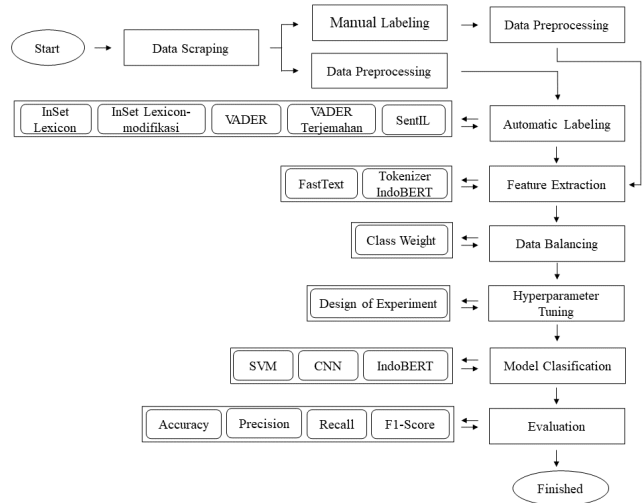 Manual Labeling
Data Preprocessing
Start
Data Scraping
Data Preprocessing
InSet
Lexicon
InSet Lexicon-
modifikasi
VADER
VADER
Terjemahan
SentIL
Automatic Labeling
FastText
Tokenizer
IndoBERT
Feature Extraction
Class Weight
Data Balancing
Design of Experiment
Hyperparameter
Tuning
SVM
CNN
IndoBERT
Model Clasification
Accuracy
Precision
Recall
F1-Score
Evaluation
Finished